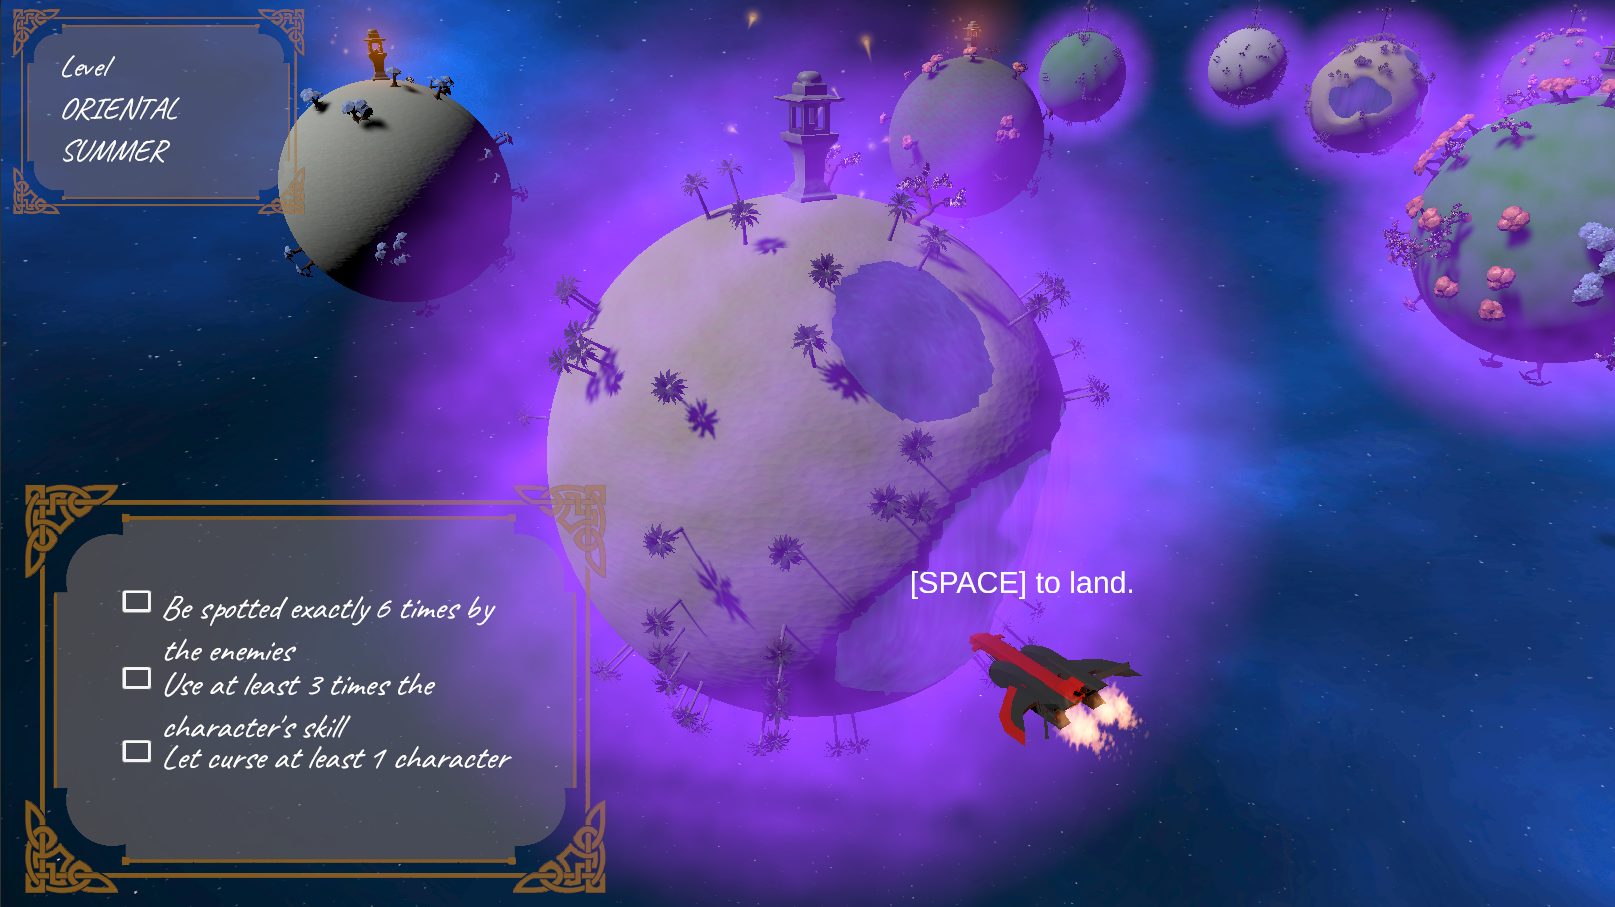 Level
ORIENTAL
SUMMER
[SPACE] to land.
Be spotted exactly 6 times by
the enemies
Use at least 3 times the
character's skill
Let curse at least 1 character